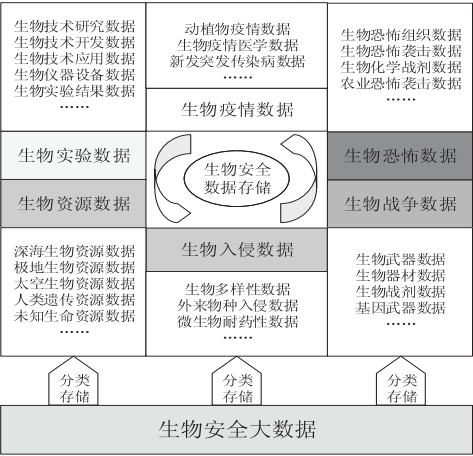 生物技术研究数据
生物技术开发数据
生物技术应用数据
生物仪器设备数据
生物实验结果数据
……
动植物疫情数据
生物疫情医学数据
新发突发传染病数据
……
生物疫情数据
生物恐怖组织数据
生物恐怖袭击数据
生物化学战剂数据
农业恐怖袭击数据
……
生物实验数据
生物资源数据
生物安全
数据存储
生物恐怖数据
生物战争数据
生物入侵数据
深海生物资源数据
极地生物资源数据
太空生物资源数据
人类遗传资源数据
未知生命资源数据
……
生物多样性数据
外来物种入侵数据
微生物耐药性数据
……
生物武器数据
生物器材数据
生物战剂数据
基因武器数据
……
分类
存储
分类
存储
分类
存储
生物安全大数据